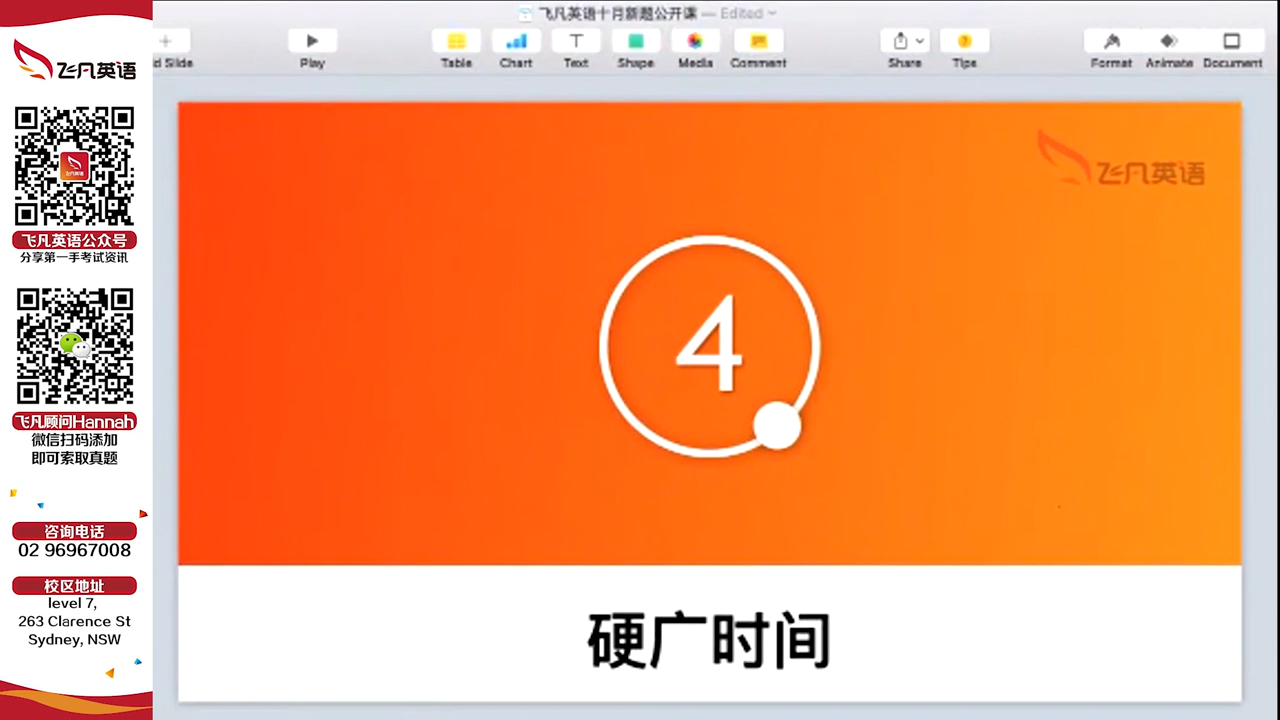 飞凡英语
飞凡英语公众号
分享第一手考试资讯
飞凡顾问Hannah
微信扫码添加
即可索取真题
咨询电话
02 96967008
校区地址
level 7,
263 Clarence St
Sydney, NSW
飞凡英语十月新题公开课 — Edited
d Slide
Play
Table
Chart
Text
Shape
Media
Comment
Share
Tips
Format
Animate
Document
飞凡英语
4
硬广时间